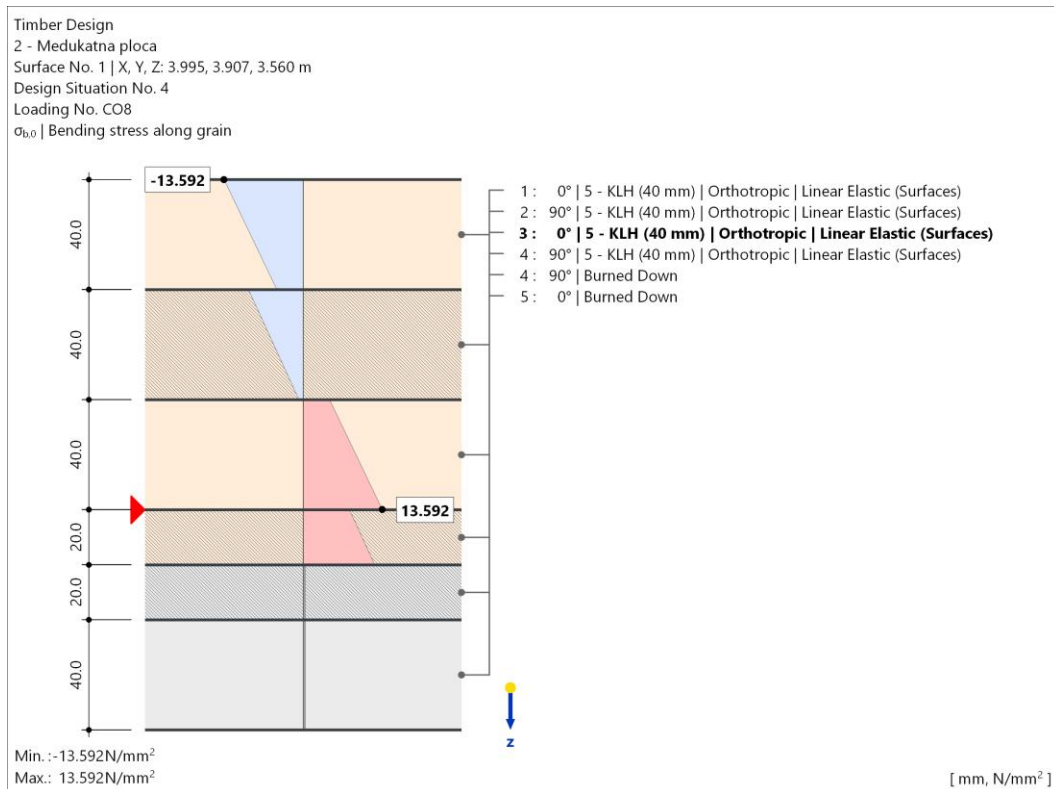 Timber Design
2 - Medukatna ploca
Surface No. 1 | X, Y, Z: 3.995, 3.907, 3.560 m
Design Situation No. 4
Loading No. CO8
σb,0 | Bending stress along grain
-13.592
40.0
40.0
40.0
20.0
20.0
40.0
13.592
1 : 0° | 5 - KLH (40 mm) | Orthotropic | Linear Elastic (Surfaces)
2 : 90° | 5 - KLH (40 mm) | Orthotropic | Linear Elastic (Surfaces)
3 : 0° | 5 - KLH (40 mm) | Orthotropic | Linear Elastic (Surfaces)
4 : 90° | 5 - KLH (40 mm) | Orthotropic | Linear Elastic (Surfaces)
4 : 90° | Burned Down
5 : 0° | Burned Down
z
Min. :-13.592N/mm²
Max.: 13.592N/mm²
[ mm, N/mm² ]